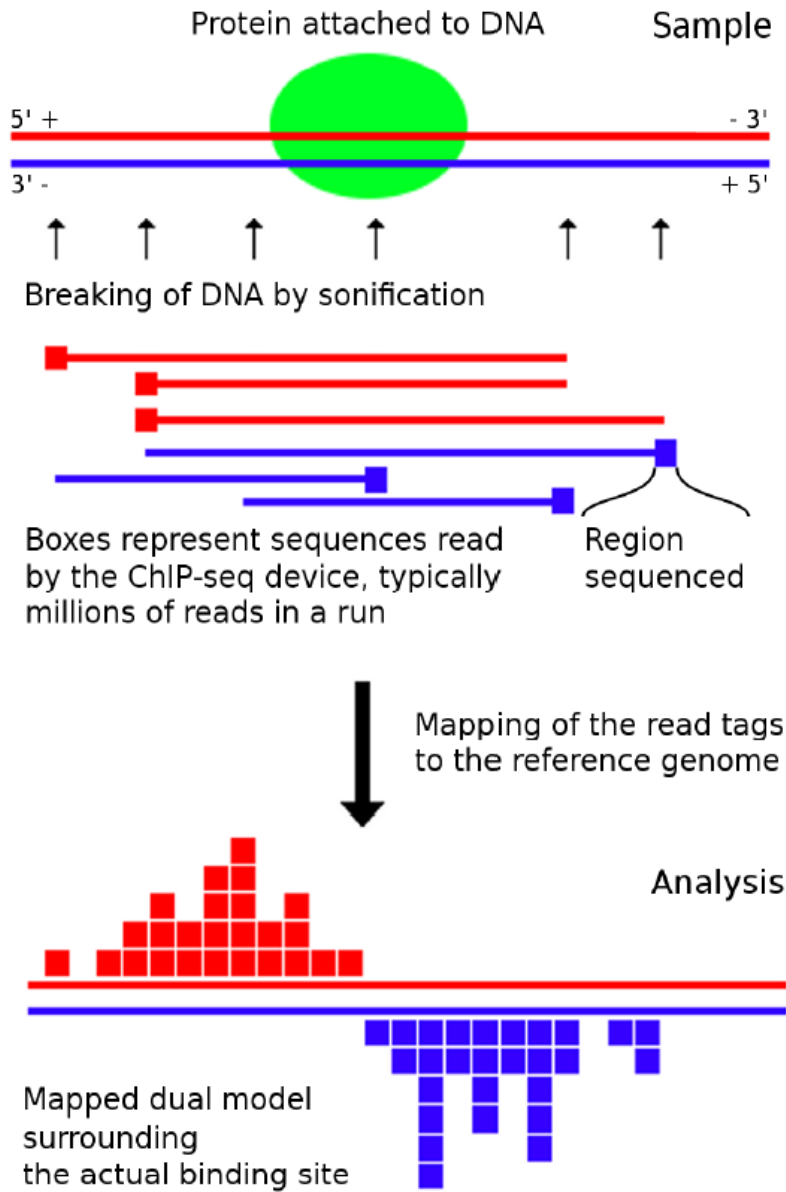 Protein attached to DNA
Sample
5' +
- 3'
3' -
+ 5'
Breaking of DNA by sonification
Boxes represent sequences read
by the ChIP-seq device, typically
millions of reads in a run
Region
sequenced
Mapping of the read tags
to the reference genome
Analysis
Mapped dual model
surrounding
the actual binding site